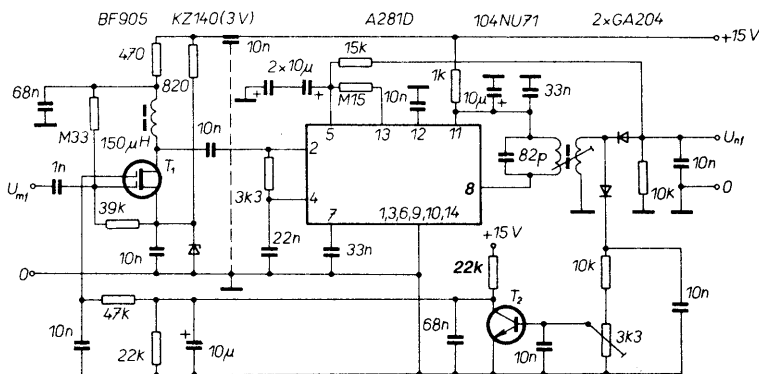 BF905 KZ140(3V) A281D 104NU71 2×GA204
+15V
470
820
10n
15k
2×10µ
M15
1k
10µ
33n
68n
M33
150µH
10n
10n
5 13 12 11
2
82p
Um1
1n
T1
3k3
4
8
Un1
10n
10k
0
39k
7
1,3,6,9,10,14
10n
22n
33n
+15V
22k
10k
10n
0
47k
T2
3k3
10n
22k
10µ
68n
10n